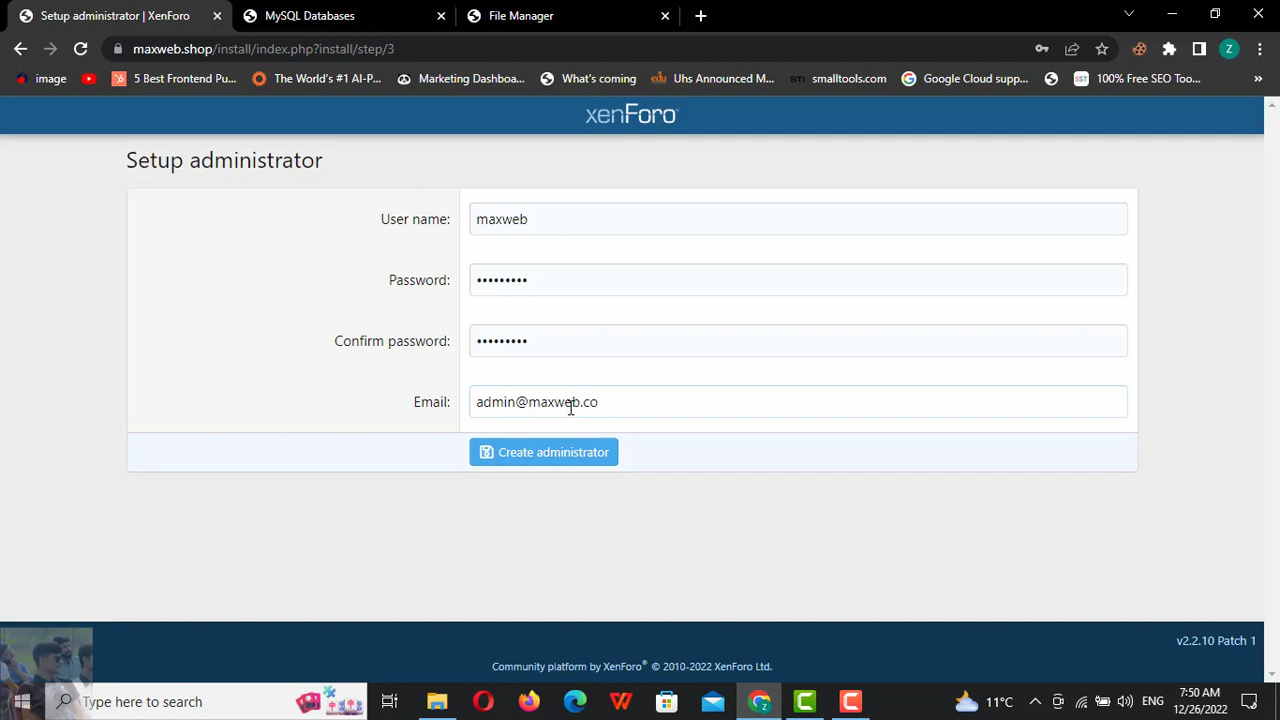 Setup administrator | XenForo
MySQL Databases
File Manager
maxweb.shop/install/index.php?install/step/3
Z
image
5 Best Frontend Pu...
The World's #1 AI-P...
Marketing Dashboa...
What's coming
edu
Uhs Announced M...
STI
smalltools.com
Google Cloud supp...
SST
100% Free SEO Too...
»
xenForo
Setup administrator
User name: maxweb
Password: •••••••••
Confirm password: •••••••••
Email: admin@maxweb.co
Create administrator
v2.2.10 Patch 1
Community platform by XenForo® © 2010-2022 XenForo Ltd.
Type here to search
11°C
ENG
7:50 AM
12/26/2022